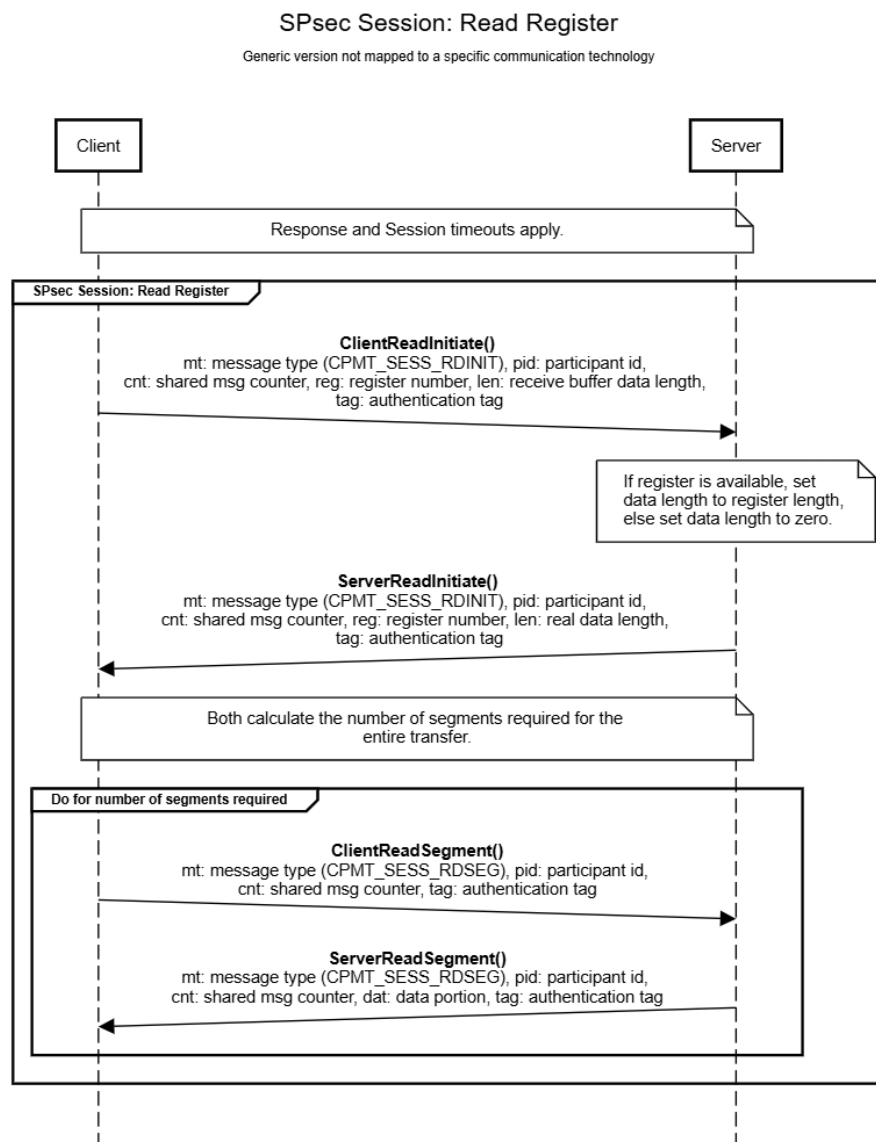 SPsec Session: Read Register
Generic version not mapped to a specific communication technology
Client
Server
Response and Session timeouts apply.
SPsec Session: Read Register
ClientReadInitiate()
mt: message type (CPMT_SESS_RDINIT), pid: participant id,
cnt: shared msg counter, reg: register number, len: receive buffer data length,
tag: authentication tag
If register is available, set
data length to register length,
else set data length to zero.
ServerReadInitiate()
mt: message type (CPMT_SESS_RDINIT), pid: participant id,
cnt: shared msg counter, reg: register number, len: real data length,
tag: authentication tag
Both calculate the number of segments required for the
entire transfer.
Do for number of segments required
ClientReadSegment()
mt: message type (CPMT_SESS_RDSEG), pid: participant id,
cnt: shared msg counter, tag: authentication tag
ServerReadSegment()
mt: message type (CPMT_SESS_RDSEG), pid: participant id,
cnt: shared msg counter, dat: data portion, tag: authentication tag